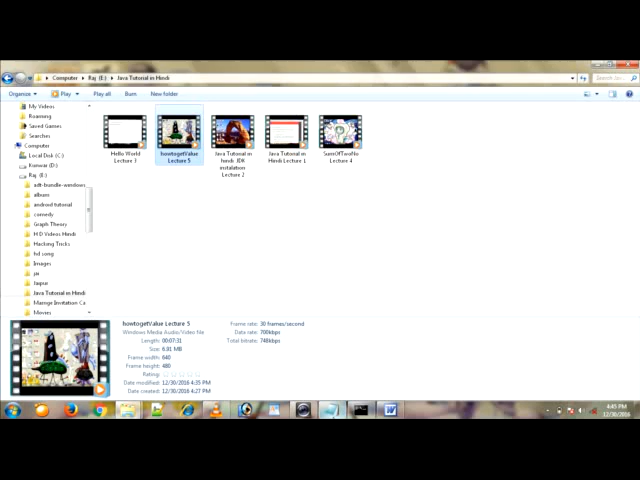 Computer ▸ Raj (E:) ▸ Java Tutorial in Hindi
Organize ▾ Play ▾ Play all Burn New folder
My Videos
Roaming
Saved Games
Searches
Computer
Local Disk (C:)
Kunwar (D:)
Raj (E:)
adt-bundle-windows
album
android tutorial
comedy
Graph Theory
H D Videos Hindi
Hacking Tricks
hd song
Images
Jaipur
Java Tutorial in Hindi
Marriage Invitation Ca
Movies
Hello World
Lecture 3
howtogetValue
Lecture 5
Java Tutorial in
hindi JDK
instalation
Lecture 2
Java Tutorial in
Hindi Lecture 1
SumOfTwoNo
Lecture 4
howtogetValue Lecture 5
Windows Media Audio/Video file
Length: 00:07:31
Size:
Frame width: 640
Frame height: 480
Rating:
Date modified: 12/30/2016 4:35 PM
Date created: 12/30/2016 4:27 PM
Frame rate: 30 frames/second
Data rate: 700kbps
Total bitrate: 748kbps
4:45 PM
12/30/2016